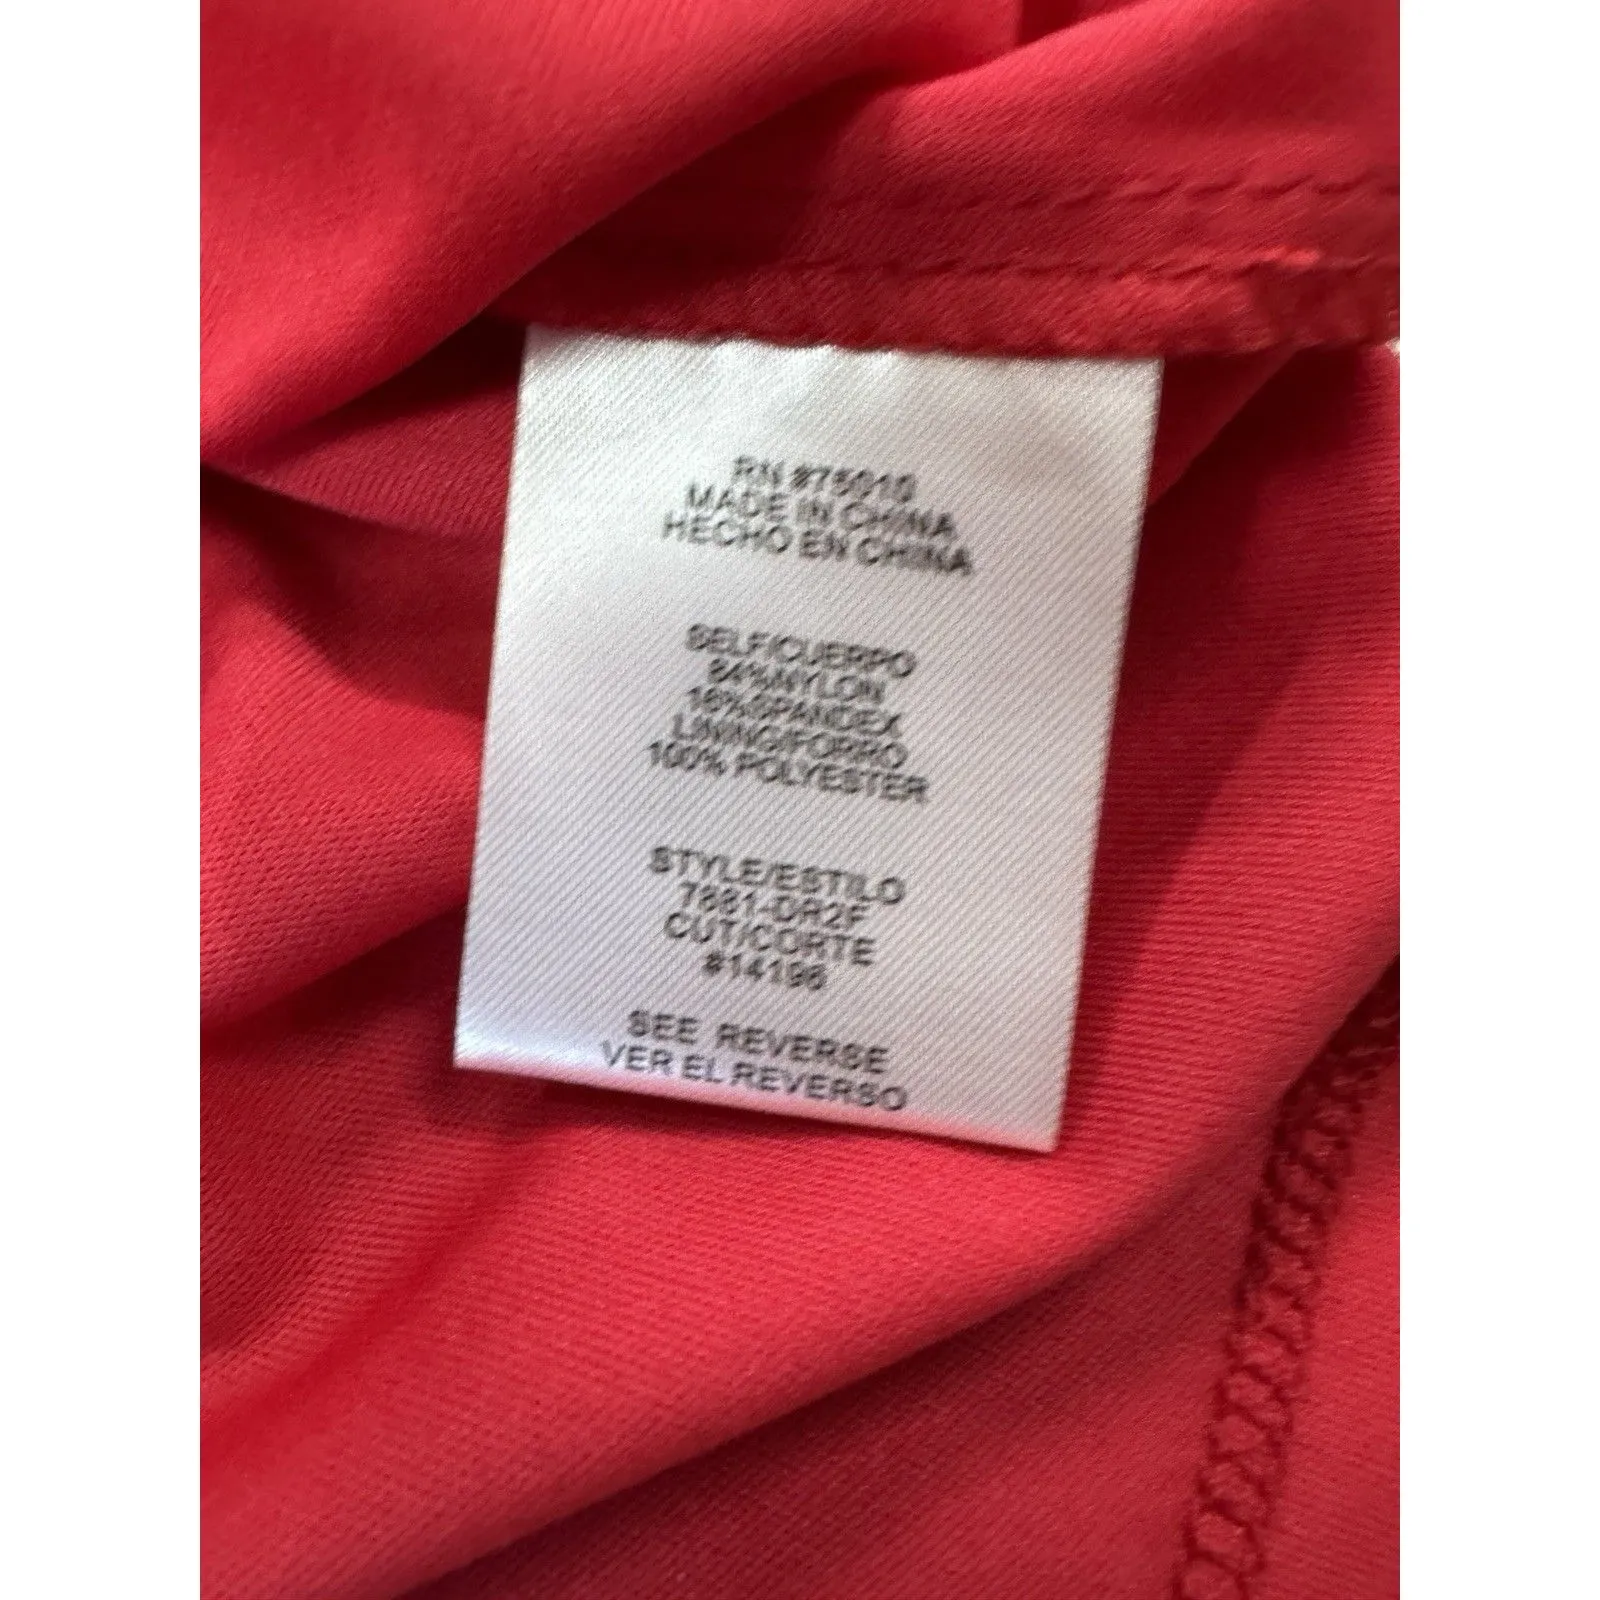 RN #75010
MADE IN CHINA
HECHO EN CHINA
SELF/CUERPO
84%NYLON
16%SPANDEX
LINING/FORRO
100% POLYESTER
STYLE/ESTILO
7881-DR2F
CUT/CORTE
#14196
SEE REVERSE
VER EL REVERSO